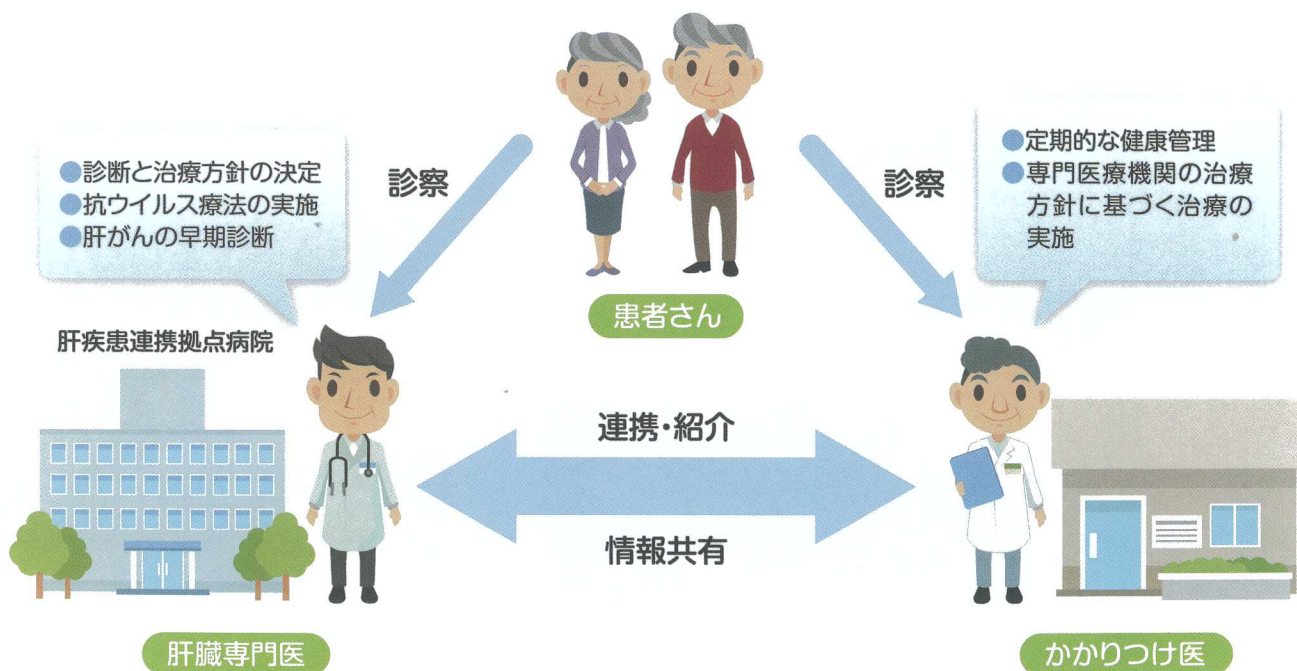 ●診断と治療方針の決定
●抗ウイルス療法の実施
●肝がんの早期診断
診察
診察
●定期的な健康管理
●専門医療機関の治療
方針に基づく治療の
実施
患者さん
肝疾患連携拠点病院
連携・紹介
情報共有
肝臓専門医
かかりつけ医